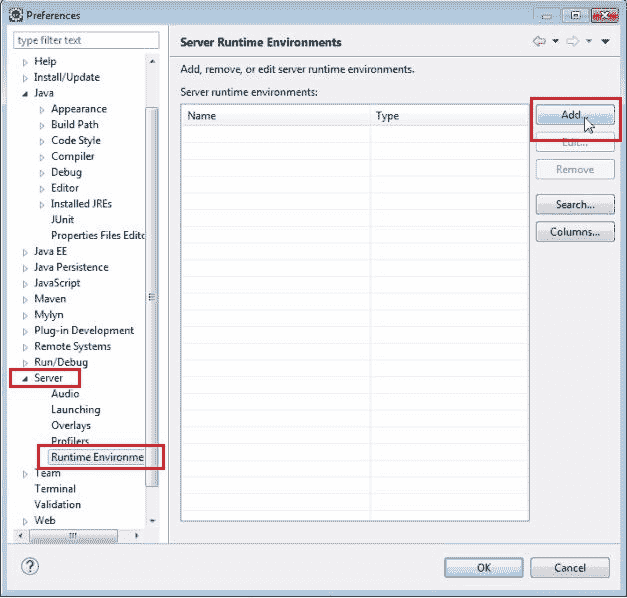 Preferences
type filter text
Help
Install/Update
Java
Appearance
Build Path
Code Style
Compiler
Debug
Editor
Installed JREs
JUnit
Properties Files Edito
Java EE
Java Persistence
JavaScript
Maven
Mylyn
Plug-in Development
Remote Systems
Run/Debug
Server
Audio
Launching
Overlays
Profilers
Runtime Environme
Team
Terminal
Validation
Web
Server Runtime Environments
Add, remove, or edit server runtime environments.
Server runtime environments:
Name Type
Add...
Edit...
Remove
Search...
Columns...
OK Cancel